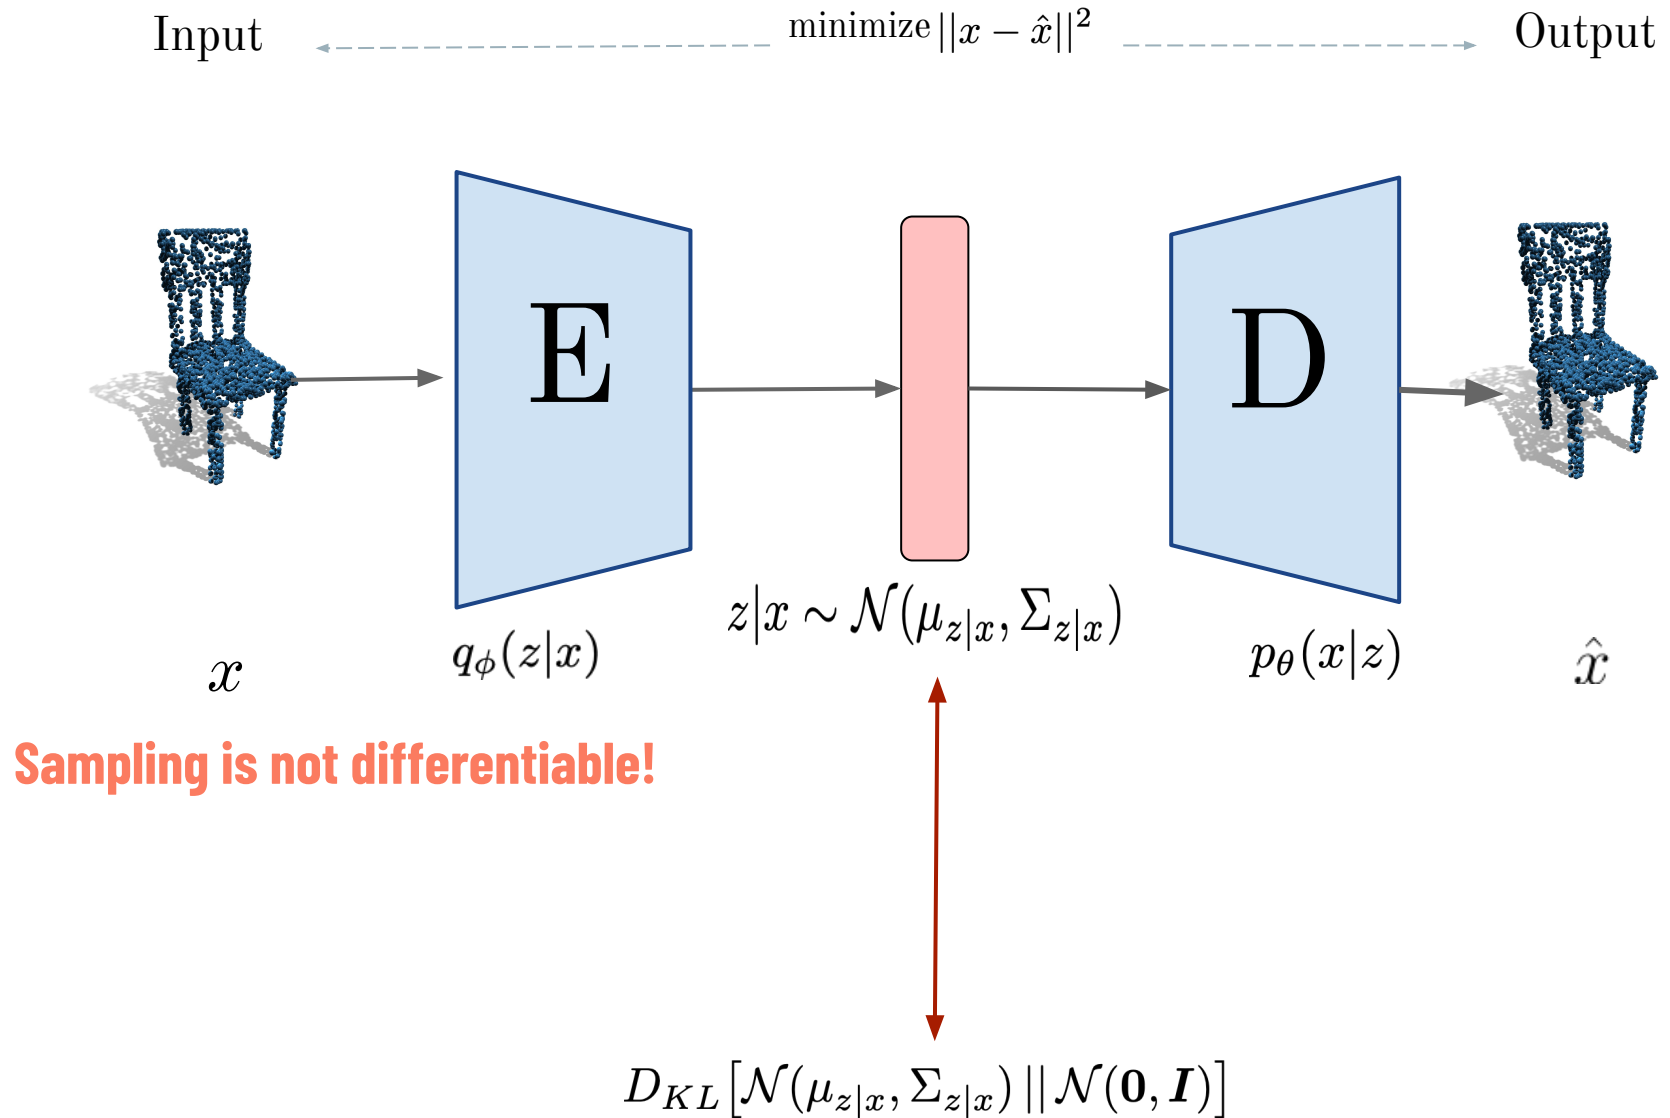 Input
minimize ||x − x̂||²
Output
E
D
z|x ∼ 𝒩(μ_{z|x}, Σ_{z|x})
q_ϕ(z|x)
p_θ(x|z)
x
x̂
Sampling is not differentiable!
D_{KL}[𝒩(μ_{z|x}, Σ_{z|x}) || 𝒩(𝟎, 𝑰)]